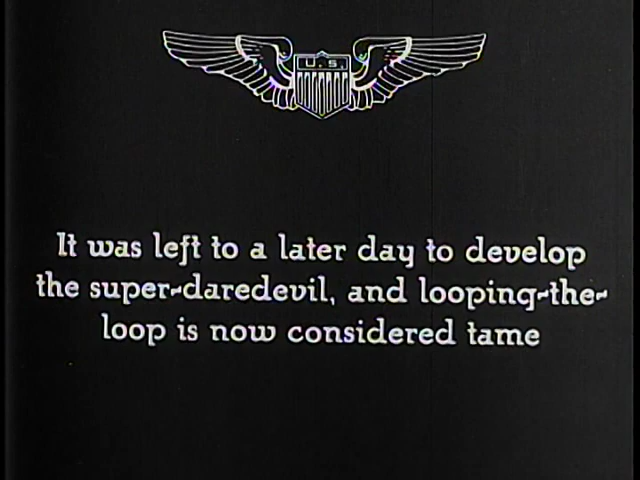 U.S.
It was left to a later day to develop
the super-daredevil, and looping-the-
loop is now considered tame